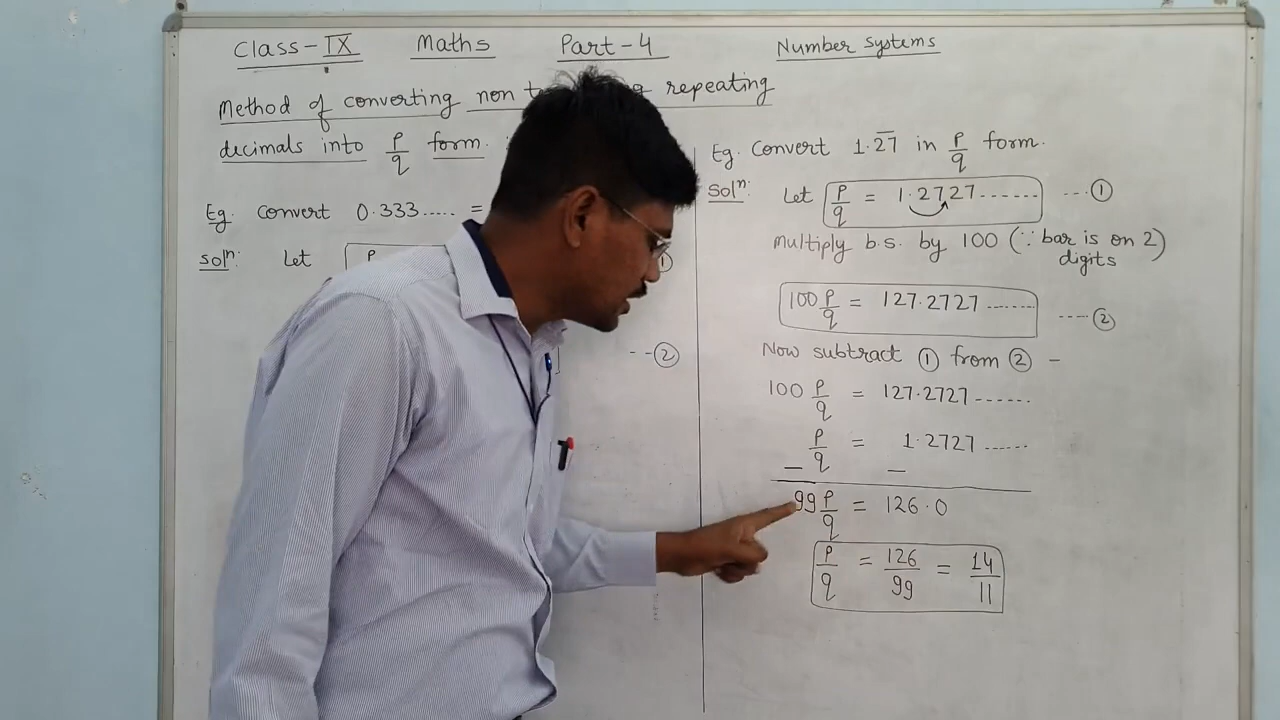 Class-IX Maths Part-4 Number Systems
Method of converting non repeating
decimals into p/q form.
Eg. Convert 0.333..... =
Solⁿ: Let p
②
Eg. Convert 1.2̅7̅ in p/q form.
Solⁿ: Let p/q = 1.2727....... ---①
Multiply b.s. by 100 (∵ bar is on 2 digits)
100 p/q = 127.2727....... ----②
Now subtract ① from ② -
100 p/q = 127.2727......
p/q = 1.2727......
— —
99 p/q = 126.0
p/q = 126/99 = 14/11